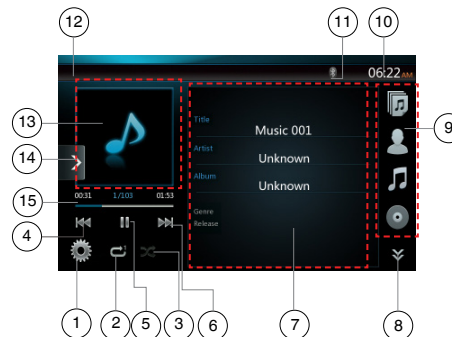 12
11
10
06:22 AM
13
Title
Music 001
9
Artist
Unknown
14
Album
Unknown
15
00:31 1/103 01:53
Genre
Release
4
1
2
5
3
6
7
8